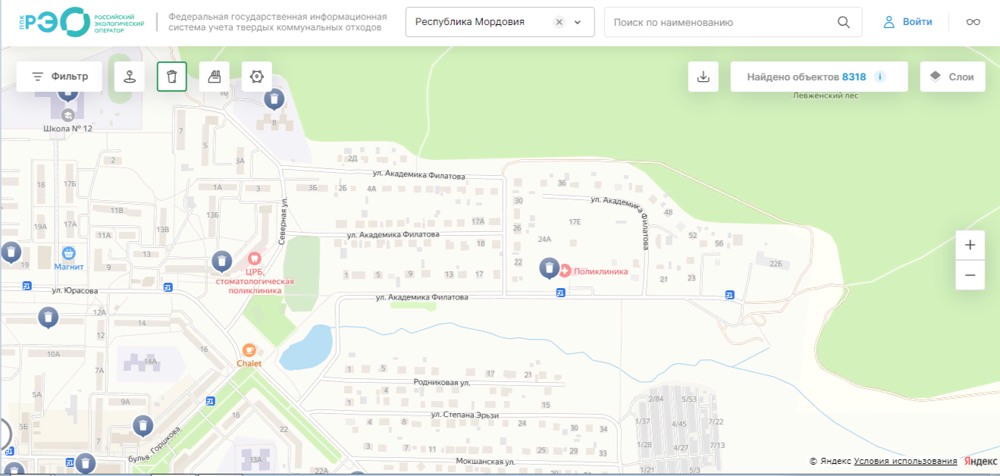 ППК
РЭО
РОССИЙСКИЙ
ЭКОЛОГИЧЕСКИЙ
ОПЕРАТОР
Федеральная государственная информационная
система учета твердых коммунальных отходов
Республика Мордовия
Поиск по наименованию
Войти
Фильтр
Найдено объектов 8318 i
Слои
Левженский лес
10
8
Школа № 12
7
5
3А
2
2Д
ул. Академика Филатова
18
17Б
1А
3
3Б
2Б
4А
36
30
ул. Академика
Филатова
48
11В
13Б
Северная ул.
19А
17А
13В
11А
17А
17Е
26
ул. Академика Филатова
24А
52
56
18
13
19
Магнит
9
22
22Б
ЦРБ,
стоматологическая
поликлиника
1
5
9
13
17
Поликлиника
21
23
ул. Юрасова
ул. Академика Филатова
12А
14
12
16
10А
14А
Chalet
7А
1
5
17
21
Родниковая ул.
5А
4
9А
1
15
2/84
5/53
16
ул. Степана Эрьзи
4
8
24
30
34
1/37
4/45
7/22
5Б
22
7
бульв. Горшкова
3
7
11
25
29
33
1/28
4/27
7/13
33А
Мокшанская ул.
22А
20
30
1/21
5/3
© Яндекс Условия использования Яндекс
+
−